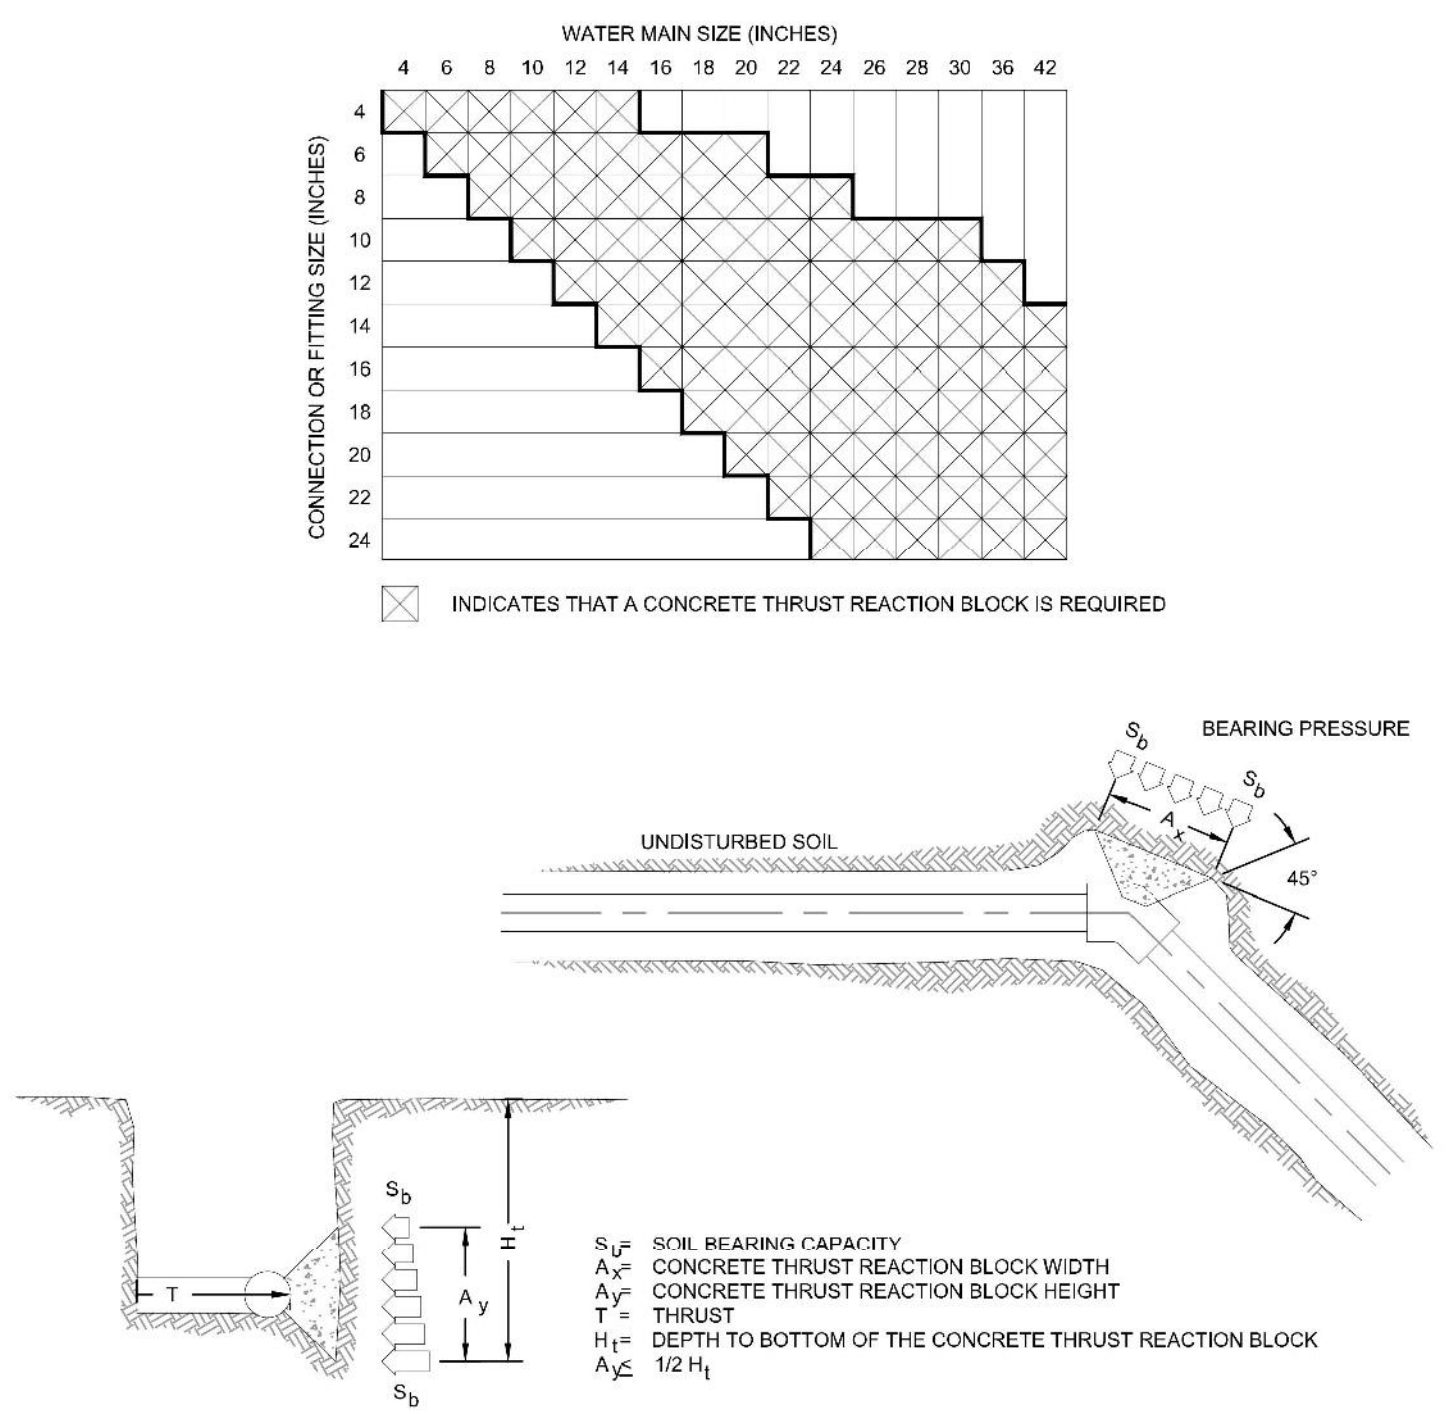 WATER MAIN SIZE (INCHES)
4 6 8 10 12 14 16 18 20 22 24 26 28 30 36 42
CONNECTION OR FITTING SIZE (INCHES)
4
6
8
10
12
14
16
18
20
22
24
INDICATES THAT A CONCRETE THRUST REACTION BLOCK IS REQUIRED
BEARING PRESSURE
Sb
Sb
Ax
45°
UNDISTURBED SOIL
Sb
Ht
Ay
T
Sb
Sb= SOIL BEARING CAPACITY
Ax= CONCRETE THRUST REACTION BLOCK WIDTH
Ay= CONCRETE THRUST REACTION BLOCK HEIGHT
T = THRUST
Ht= DEPTH TO BOTTOM OF THE CONCRETE THRUST REACTION BLOCK
Ay≤ 1/2 Ht